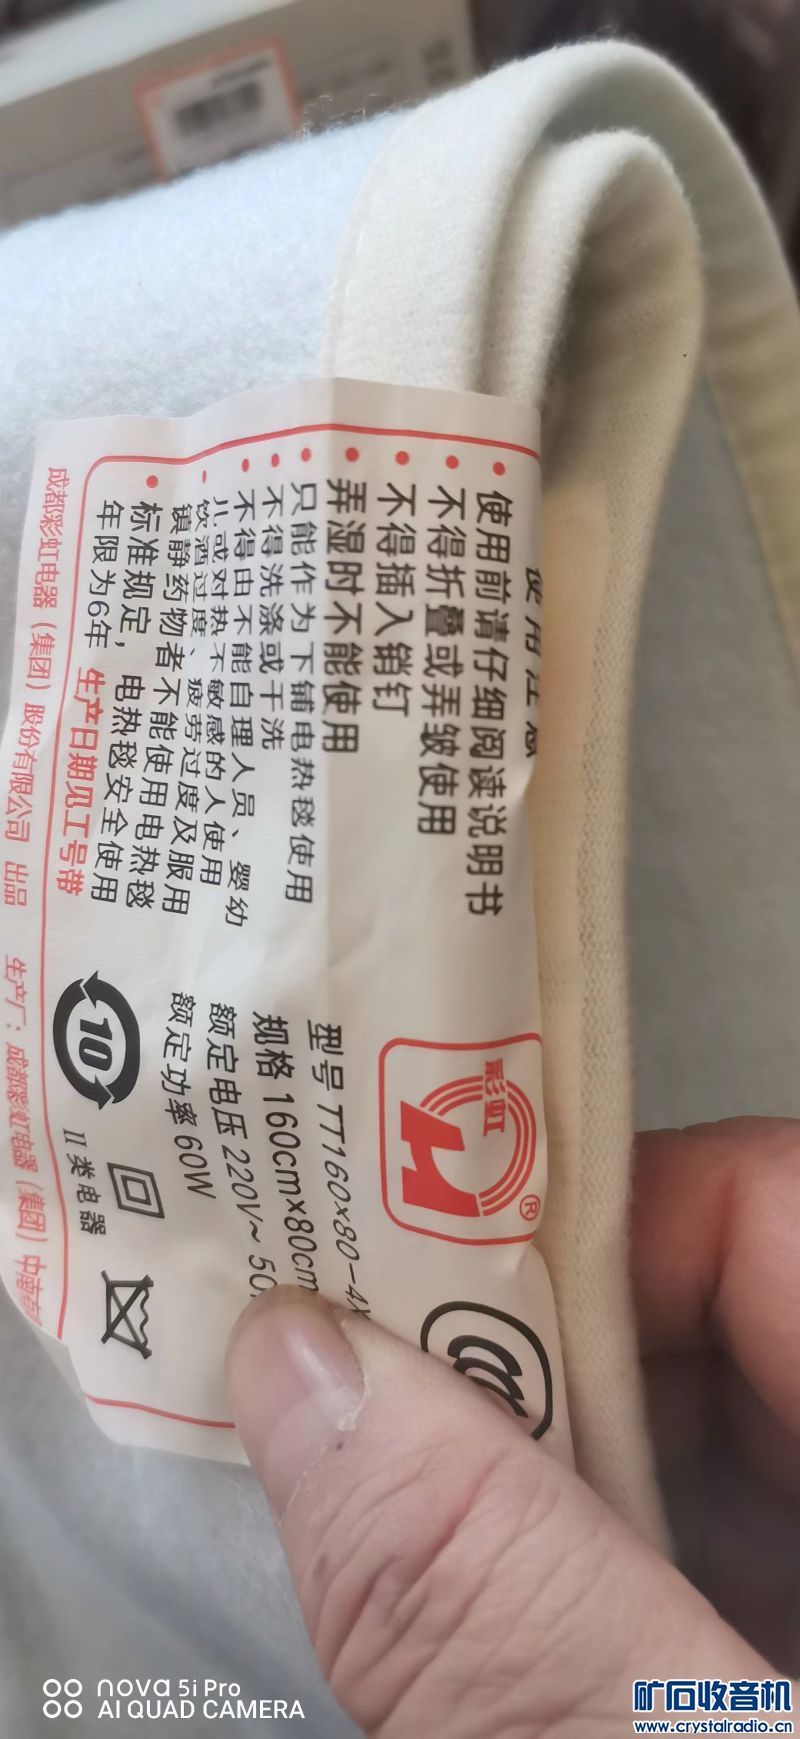 使用注意
使用前请仔细阅读说明书
不得折叠或弄皱使用
不得插入销钉
弄湿时不能使用
只能作为下铺电热毯使用
不得洗涤或干洗
不得由不能自理人员、婴幼
儿或对热不敏感的人使用
饮酒过度、疲劳过度及服用
镇静药物者不能使用电热毯
标准规定，电热毯安全使用
年限为6年 生产日期见工号带
成都彩虹电器（集团）股份有限公司 出品 生产厂：成都彩虹电器（集团）中南
彩虹
®
型号 TT160×80-4X
规格 160cm×80cm
额定电压 220V~ 50
额定功率 60W
10
II类电器
nova 5i Pro
AI QUAD CAMERA
矿石收音机
www.crystalradio.cn